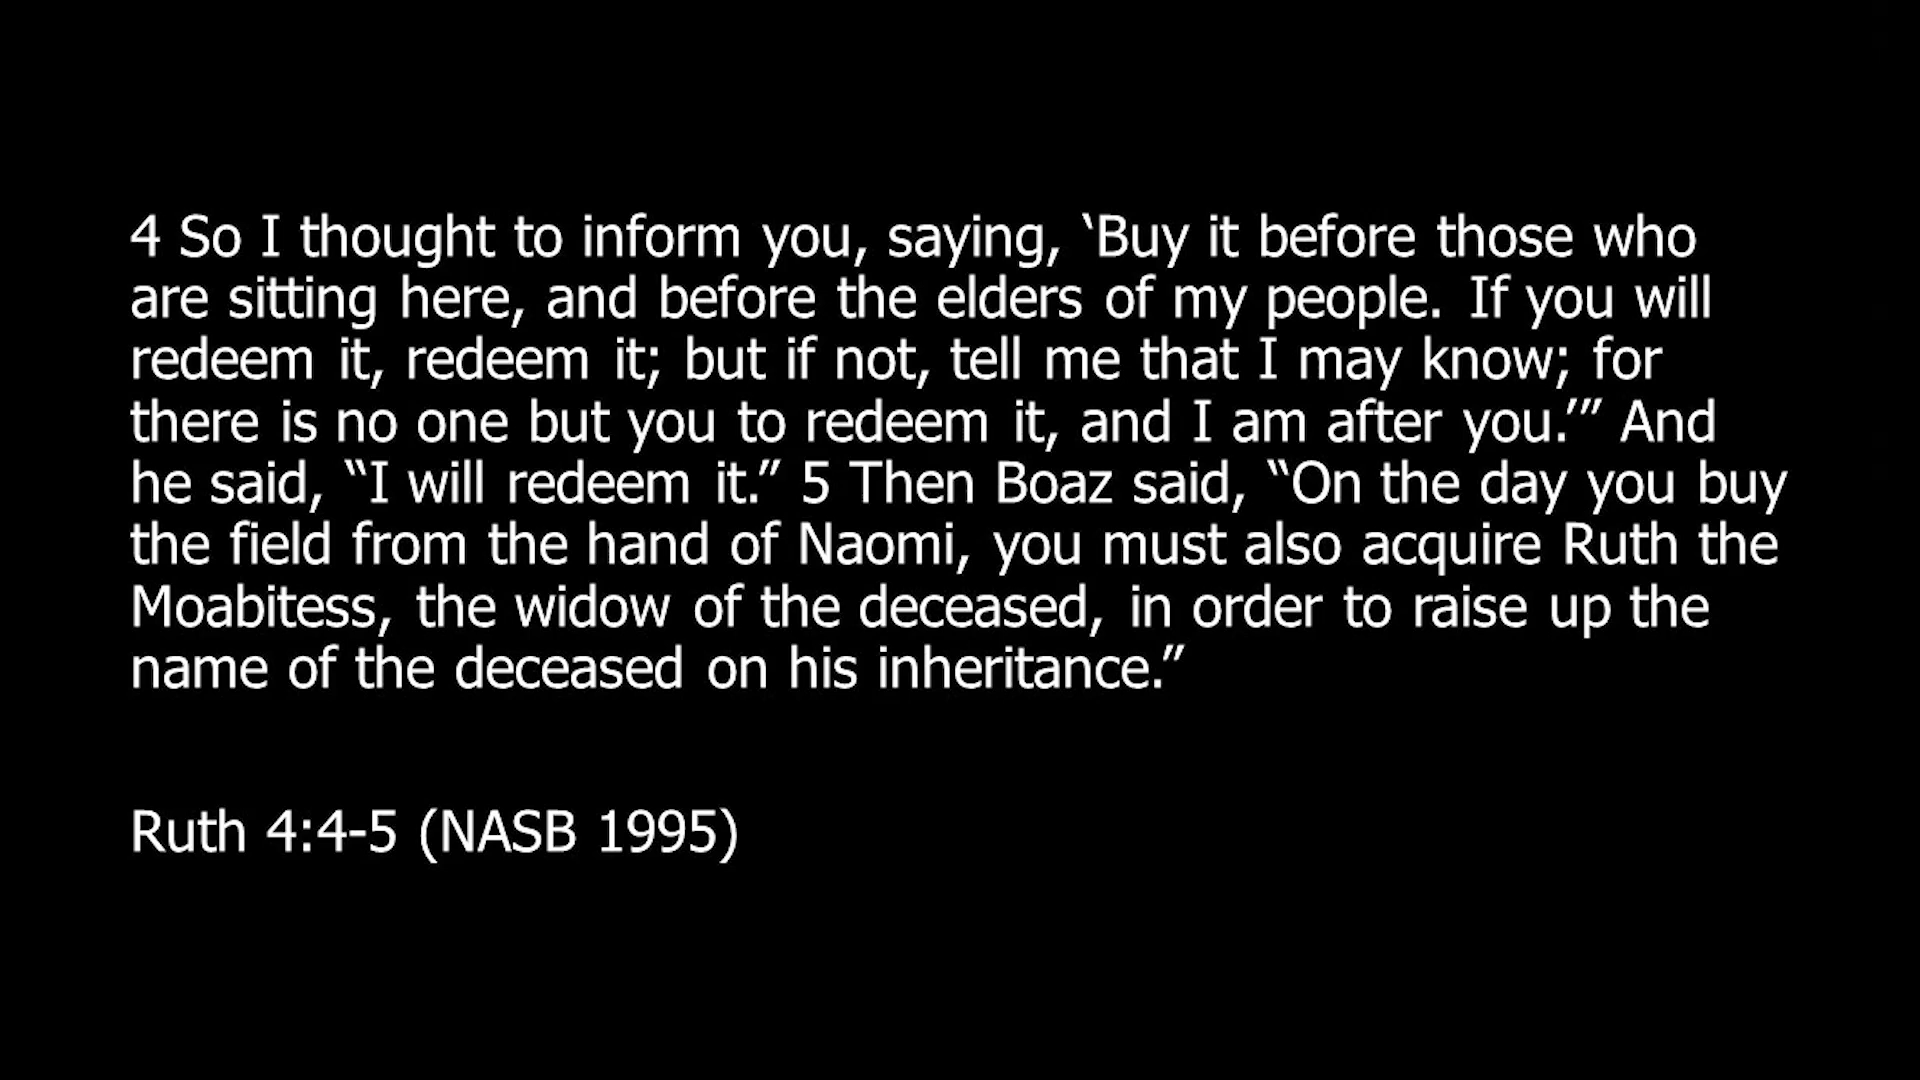 4 So I thought to inform you, saying, ‘Buy it before those who
are sitting here, and before the elders of my people. If you will
redeem it, redeem it; but if not, tell me that I may know; for
there is no one but you to redeem it, and I am after you.’” And
he said, “I will redeem it.” 5 Then Boaz said, “On the day you buy
the field from the hand of Naomi, you must also acquire Ruth the
Moabitess, the widow of the deceased, in order to raise up the
name of the deceased on his inheritance.”
Ruth 4:4-5 (NASB 1995)